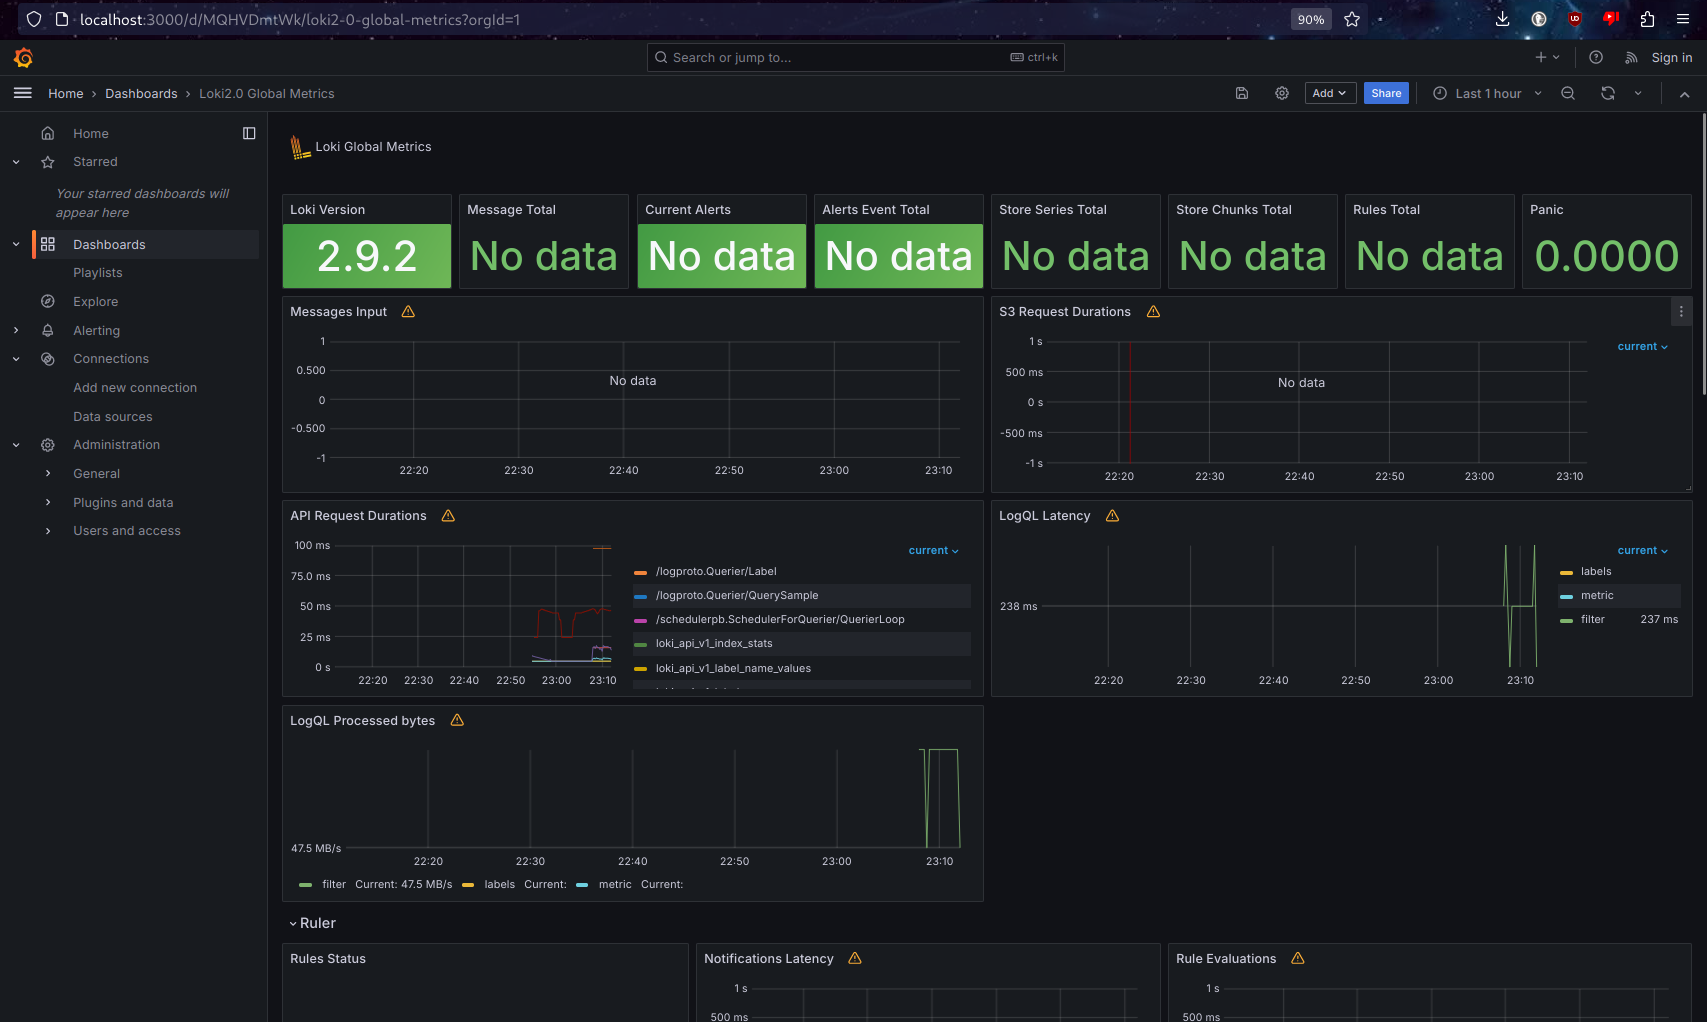 localhost:3000/d/MQHVDmtWk/loki2-0-global-metrics?orgId=1
90%
Search or jump to...
ctrl+k
Sign in
Home › Dashboards › Loki2.0 Global Metrics
Add
Share
Last 1 hour
Home
Starred
Your starred dashboards will
appear here
Dashboards
Playlists
Explore
Alerting
Connections
Add new connection
Data sources
Administration
General
Plugins and data
Users and access
Loki Global Metrics
Loki Version
2.9.2
Message Total
No data
Current Alerts
No data
Alerts Event Total
No data
Store Series Total
No data
Store Chunks Total
No data
Rules Total
No data
Panic
0.0000
Messages Input
1
0.500
0
-0.500
-1
No data
22:20 22:30 22:40 22:50 23:00 23:10
S3 Request Durations
current
1 s
500 ms
0 s
-500 ms
-1 s
No data
22:20 22:30 22:40 22:50 23:00 23:10
API Request Durations
100 ms
75.0 ms
50 ms
25 ms
0 s
22:20 22:30 22:40 22:50 23:00 23:10
current
/logproto.Querier/Label
/logproto.Querier/QuerySample
/schedulerpb.SchedulerForQuerier/QuerierLoop
loki_api_v1_index_stats
loki_api_v1_label_name_values
LogQL Latency
238 ms
22:20 22:30 22:40 22:50 23:00 23:10
current
labels
metric
filter 237 ms
LogQL Processed bytes
47.5 MB/s
22:20 22:30 22:40 22:50 23:00 23:10
filter Current: 47.5 MB/s labels Current: metric Current:
Ruler
Rules Status
Notifications Latency
1 s
500 ms
Rule Evaluations
1 s
500 ms